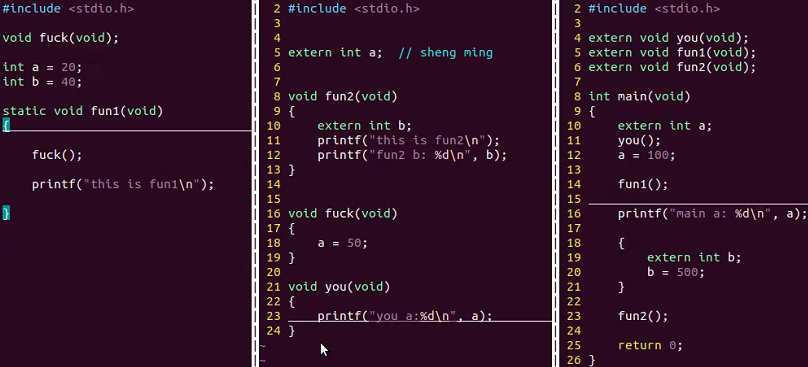 #include <stdio.h>
void fuck(void);
int a = 20;
int b = 40;
static void fun1(void)
{
fuck();
printf("this is fun1\n");
}
2 #include <stdio.h>
3
4
5 extern int a;  // sheng ming
6
7
8 void fun2(void)
9 {
10     extern int b;
11     printf("this is fun2\n");
12     printf("fun2 b: %d\n", b);
13 }
14
15
16 void fuck(void)
17 {
18     a = 50;
19 }
20
21 void you(void)
22 {
23     printf("you a:%d\n", a);
24 }
~
~
2 #include <stdio.h>
3
4 extern void you(void);
5 extern void fun1(void);
6 extern void fun2(void);
7
8 int main(void)
9 {
10     extern int a;
11     you();
12     a = 100;
13
14     fun1();
15
16     printf("main a: %d\n", a);
17
18     {
19         extern int b;
20         b = 500;
21     }
22
23     fun2();
24
25     return 0;
26 }